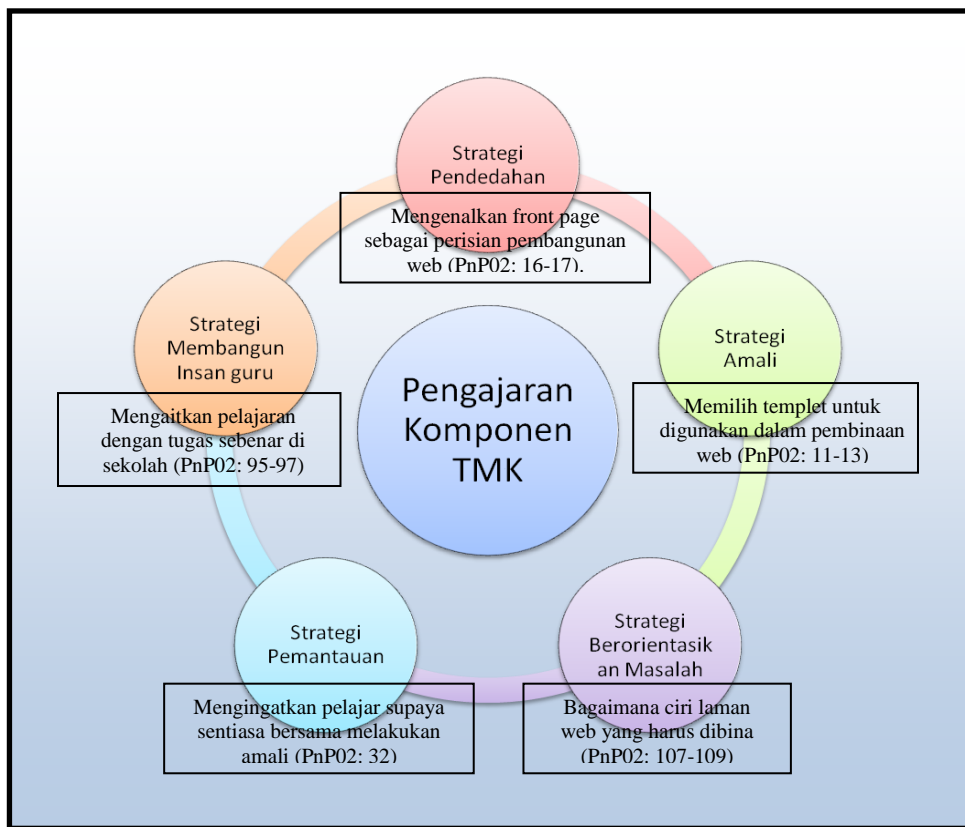 Strategi
Pendedahan
Mengenalkan front page
sebagai perisian pembangunan
web (PnP02: 16-17).
Strategi
Membangun
Insan guru
Mengaitkan pelajaran
dengan tugas sebenar di
sekolah (PnP02: 95-97)
Pengajaran
Komponen
TMK
Strategi
Amali
Memilih templet untuk
digunakan dalam pembinaan
web (PnP02: 11-13)
Strategi
Pemantauan
Mengingatkan pelajar supaya
sentiasa bersama melakukan
amali (PnP02: 32)
Strategi
Berorientasik
an Masalah
Bagaimana ciri laman
web yang harus dibina
(PnP02: 107-109)